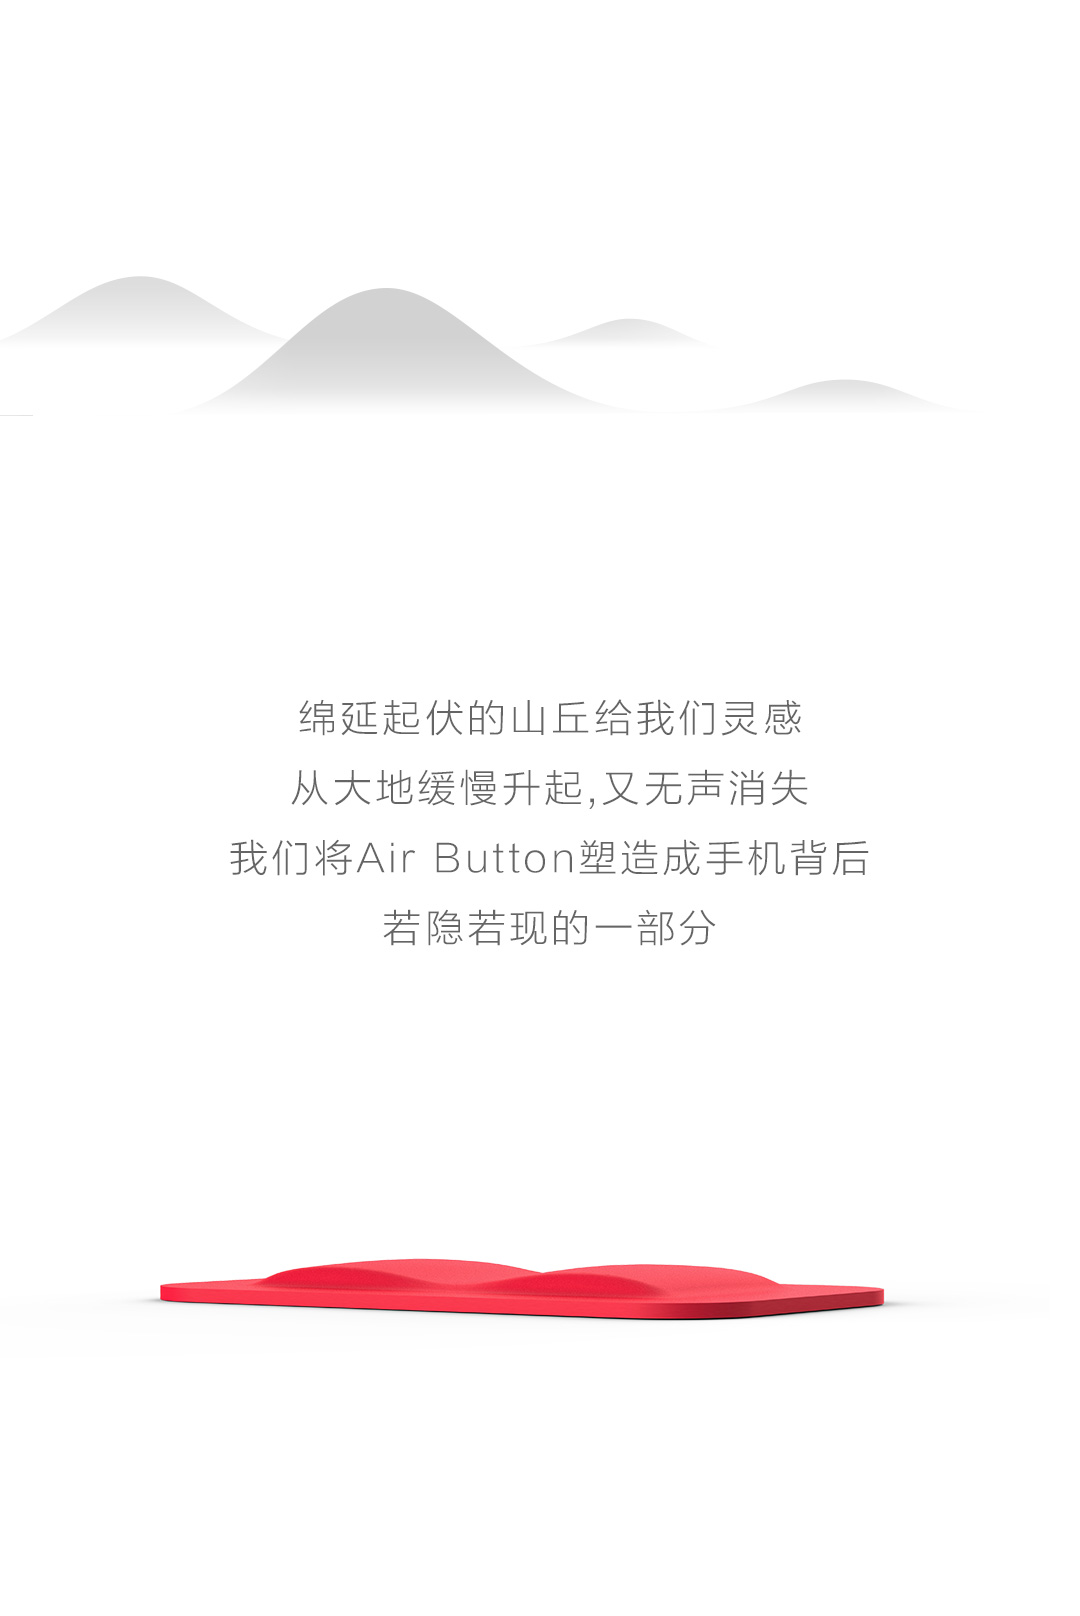 绵延起伏的山丘给我们灵感
从大地缓慢升起,又无声消失
我们将Air Button塑造成手机背后
若隐若现的一部分